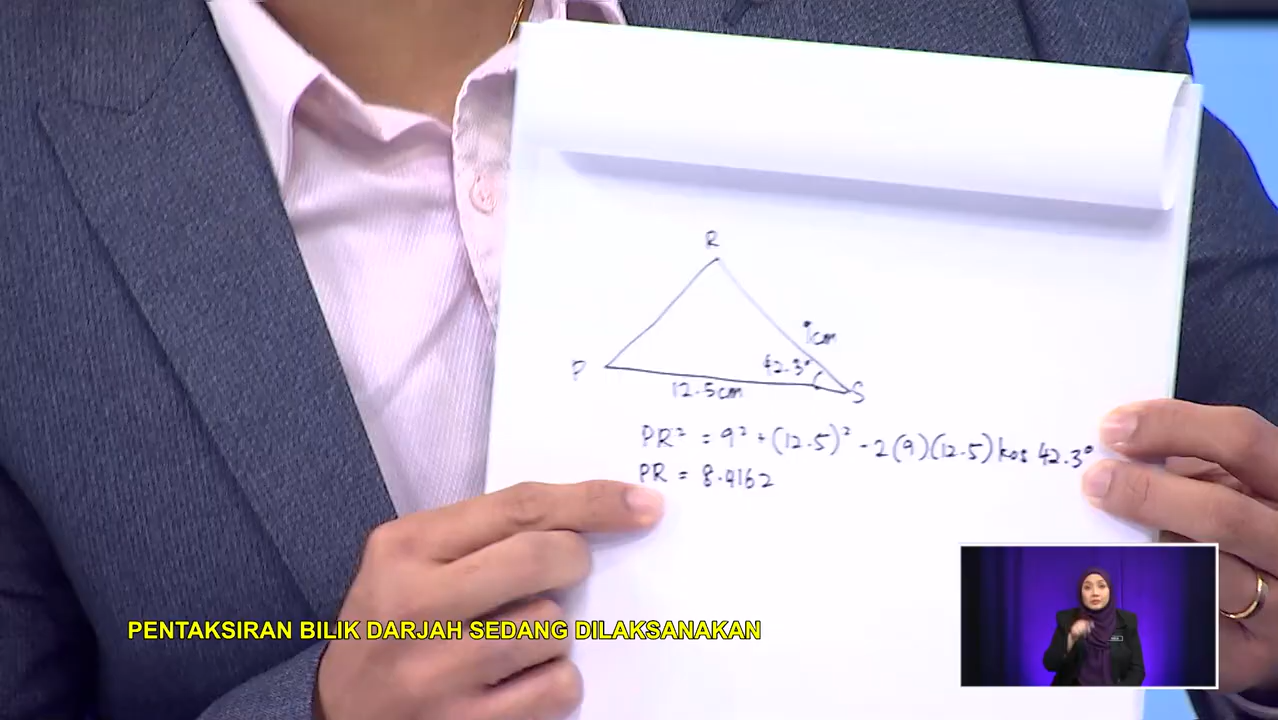 R
9cm
42.3°
P
12.5cm
S
PR² = 9² + (12.5)² - 2(9)(12.5) kos 42.3°
PR = 8.4162
PENTAKSIRAN BILIK DARJAH SEDANG DILAKSANAKAN